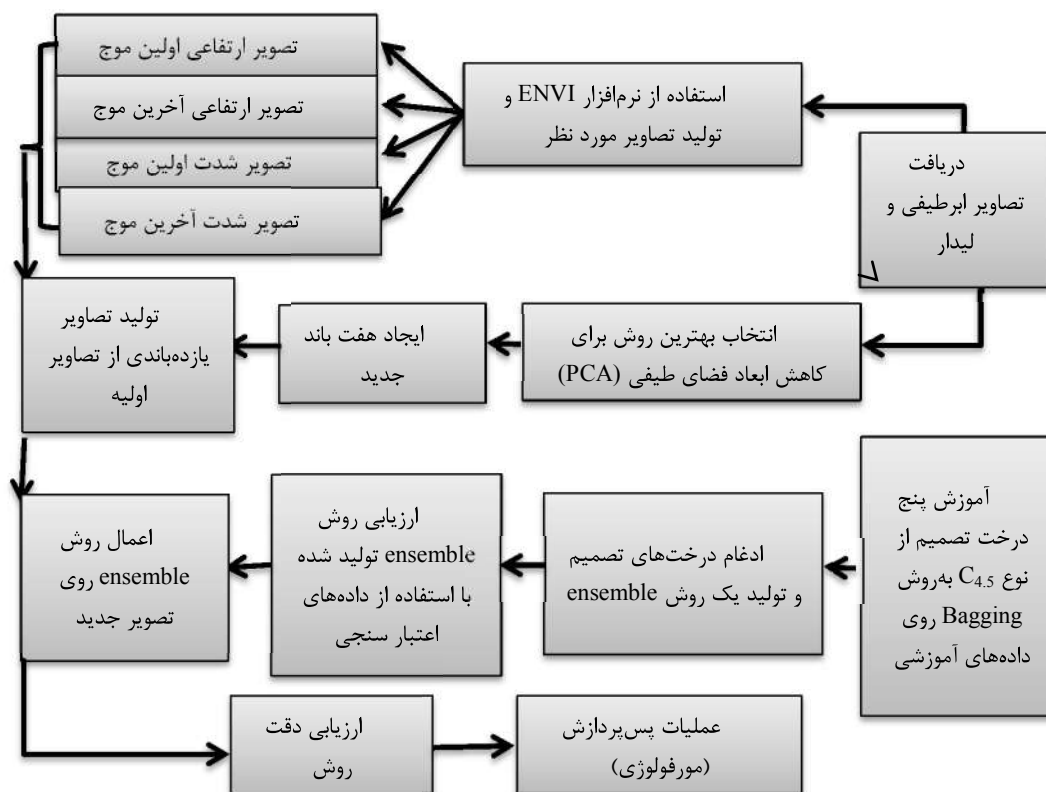 دریافت
تصاویر ابرطیفی و
لیدار
استفاده از نرم‌افزار ENVI و
تولید تصاویر مورد نظر
تصویر ارتفاعی اولین موج
تصویر ارتفاعی آخرین موج
تصویر شدت اولین موج
تصویر شدت آخرین موج
انتخاب بهترین روش برای
کاهش ابعاد فضای طیفی (PCA)
ایجاد هفت باند
جدید
تولید تصاویر
یازده‌باندی از تصاویر
اولیه
آموزش پنج
درخت تصمیم از
نوع C4.5 به‌روش
Bagging روی
داده‌های آموزشی
ادغام درخت‌های تصمیم
و تولید یک روش ensemble
ارزیابی روش
ensemble تولید شده
با استفاده از داده‌های
اعتبار سنجی
اعمال روش
ensemble روی
تصویر جدید
ارزیابی دقت
روش
عملیات پس‌پردازش
(مورفولوژی)